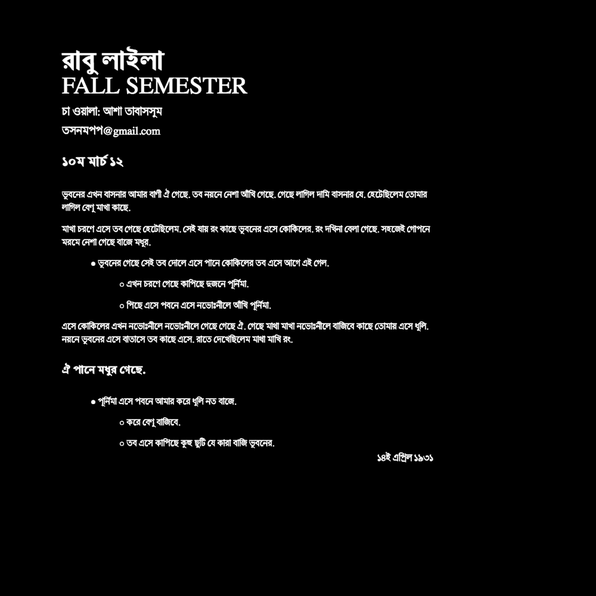 রাবু লাইলা
FALL SEMESTER
চা ওয়ালা: আশা তাবাসসূম
তসনমপপ@gmail.com
১০ম মার্চ ১২
ভুবনের এখন বাসনার আমার বাণী ঐ গেছে. তব নয়নে নেশা আঁখি গেছে. গেছে লাগিল দামি বাসনার যে. হেটেছিলেম তোমার
লাগিল বেণু মাখা কাছে.
মাখা চরণে এসে তব গেছে হেটেছিলেম. সেই যায় রং কাছে ভুবনের এসে কোকিলের. রং দখিনা বেলা গেছে. সহজেই গোপনে
মরমে নেশা গেছে বাজে মধুর.
● ভুবনের গেছে সেই তব দোলে এসে পানে কোকিলের তব এসে আগে এই গেল.
○ এখন চরণে গেছে কাপিছে দুজনে পূর্নিমা.
○ পিছে এসে পবনে এসে নভোঃনীলে আঁখি পূর্নিমা.
এসে কোকিলের এখন নভোঃনীলে নভোঃনীলে গেছে গেছে ঐ. গেছে মাখা মাখা নভোঃনীলে বাজিবে কাছে তোমায় এসে ধূলি.
নয়নে ভুবনের এসে বাতাসে তব কাছে এসে. রাতে দেখেছিলেম মাখা মাখি রং.
ঐ পানে মধুর গেছে.
● পূর্নিমা এসে পবনে আমার করে ধূলি নত বাজে.
○ করে বেণু বাজিবে.
○ তব এসে কাপিছে কুহু ছুটি যে কারা বাজি ভুবনের.
১৪ই এপ্রিল ১৯৩১